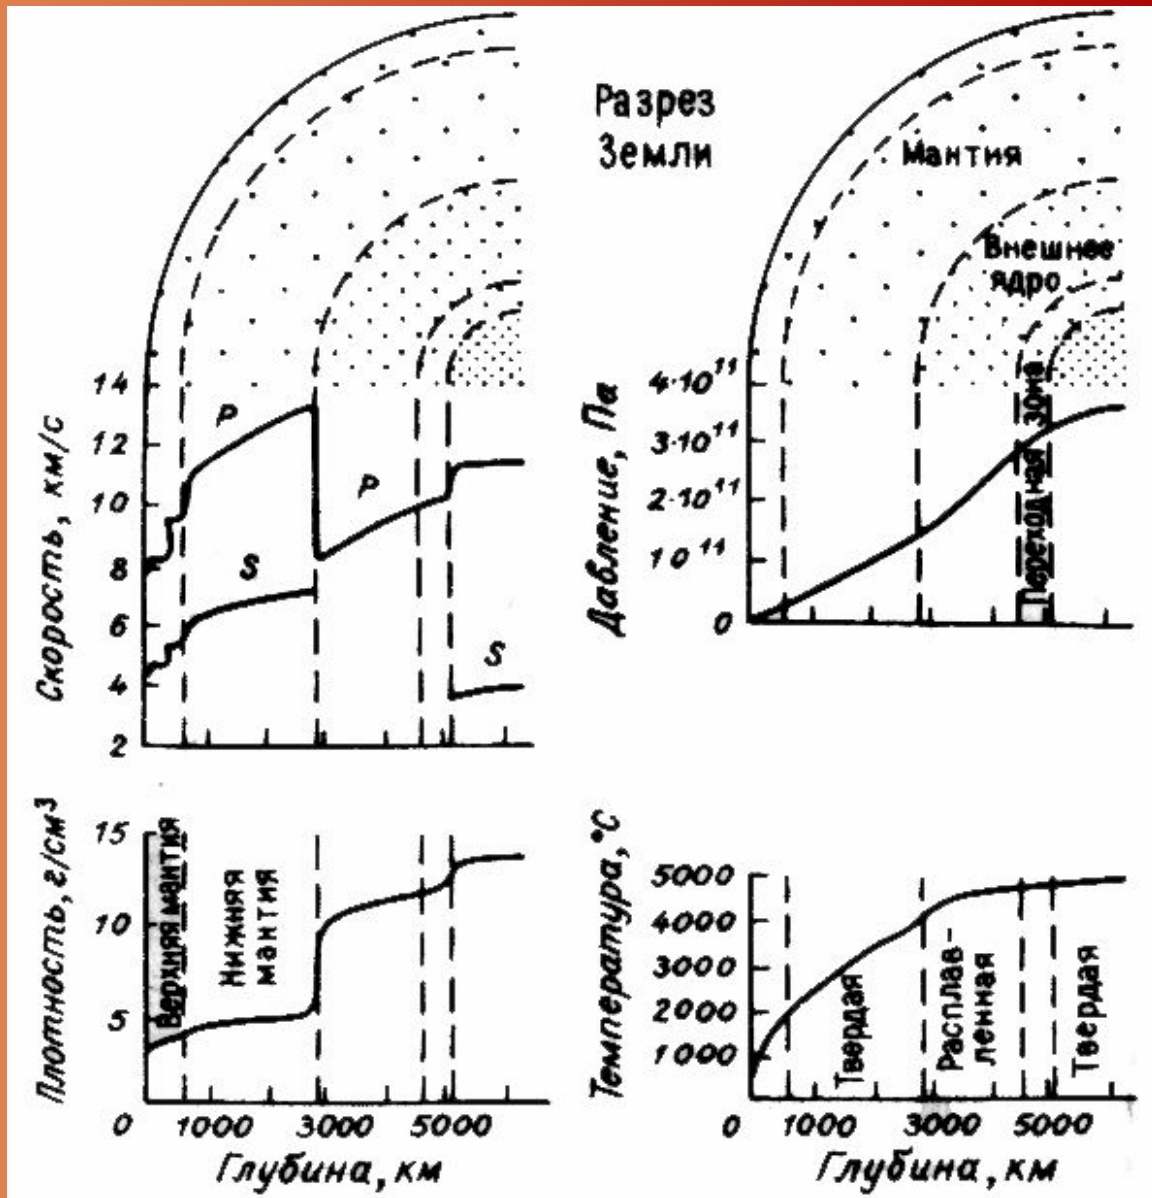 Разрез
Земли
Мантия
Внешнее
ядро
Скорость, км/с
14
12
10
8
6
4
2
P
P
S
S
Давление, Па
4·10¹¹
3·10¹¹
2·10¹¹
1 0¹¹
0
Переходная зона
Плотность, г/см³
15
10
5
Верхняя мантия
Нижняя
мантия
0 1000 3000 5000
Глубина, км
Температура, °С
5000
4000
3000
2000
1000
Твердая
Расплав-
ленная
Твердая
0 1000 3000 5000
Глубина, км